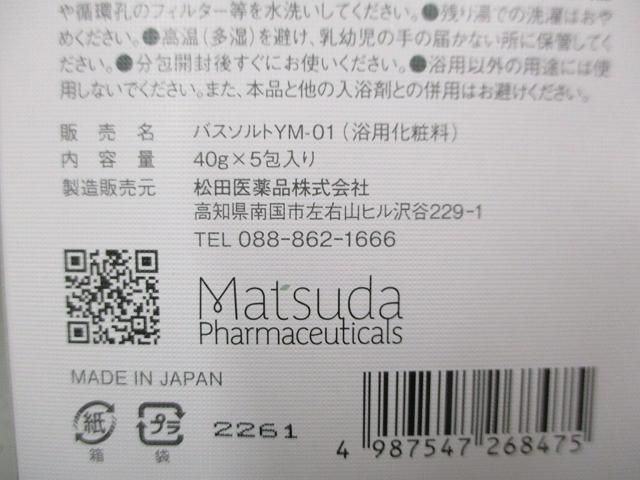 や循環孔のフィルター等を水洗いしてください。●残り湯での洗濯はおや
めください。●高温（多湿）を避け、乳幼児の手の届かない所に保管してく
ださい。●分包開封後すぐにお使いください。●浴用以外の用途には使
用しないでください。また、本品と他の入浴剤との併用はお避けください。
販売名 バスソルトYM-01（浴用化粧料）
内容量 40g×5包入り
製造販売元 松田医薬品株式会社
高知県南国市左右山ヒル沢谷229-1
TEL 088-862-1666
Matsuda
Pharmaceuticals
MADE IN JAPAN
紙 プラ 2261
箱 袋
4 987547 268475